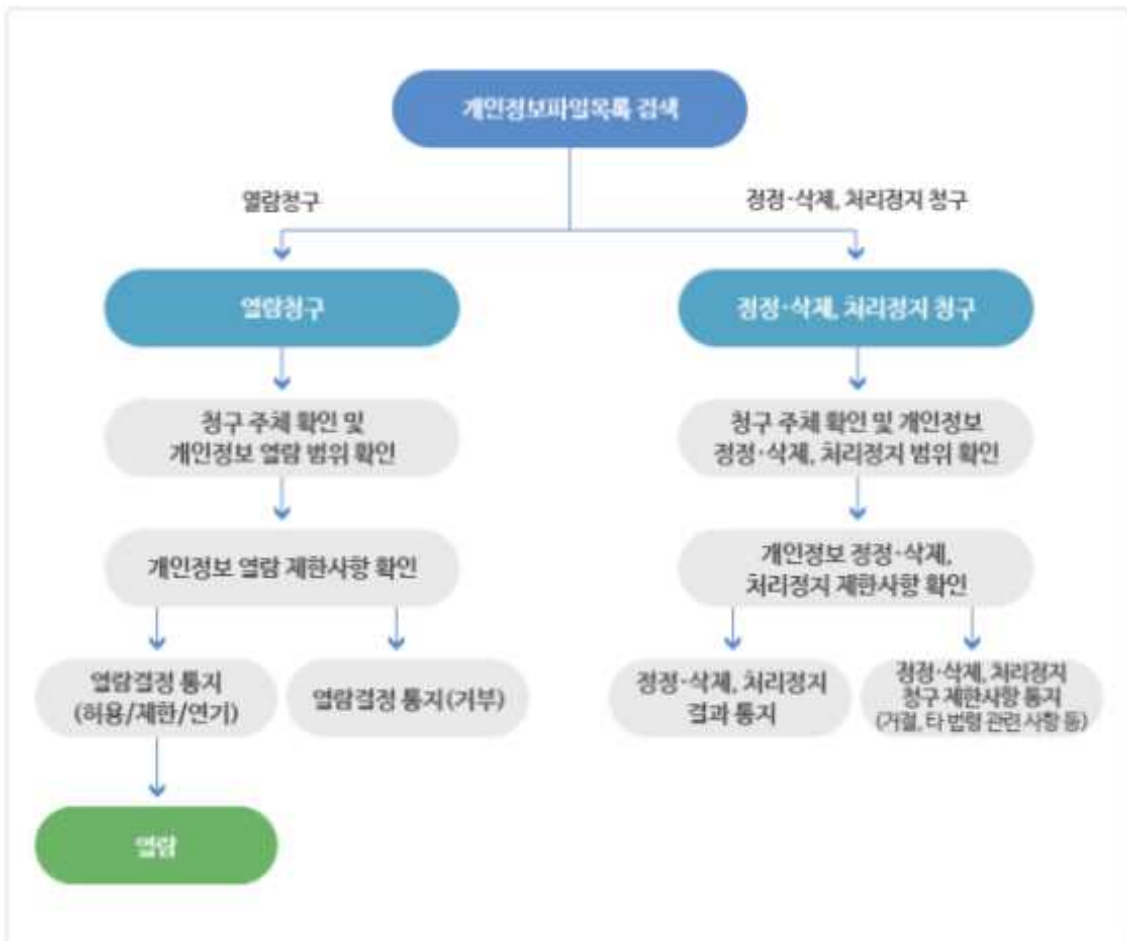 개인정보파일목록 검색
열람청구
정정·삭제, 처리정지 청구
열람청구
정정·삭제, 처리정지 청구
청구 주체 확인 및
개인정보 열람 범위 확인
청구 주체 확인 및 개인정보
정정·삭제, 처리정지 범위 확인
개인정보 열람 제한사항 확인
개인정보 정정·삭제,
처리정지 제한사항 확인
열람결정 통지
(허용/제한/연기)
열람결정 통지(거부)
정정·삭제, 처리정지
결과 통지
정정·삭제, 처리정지
청구 제한사항 통지
(거절, 타 법령 관련 사항 등)
열람